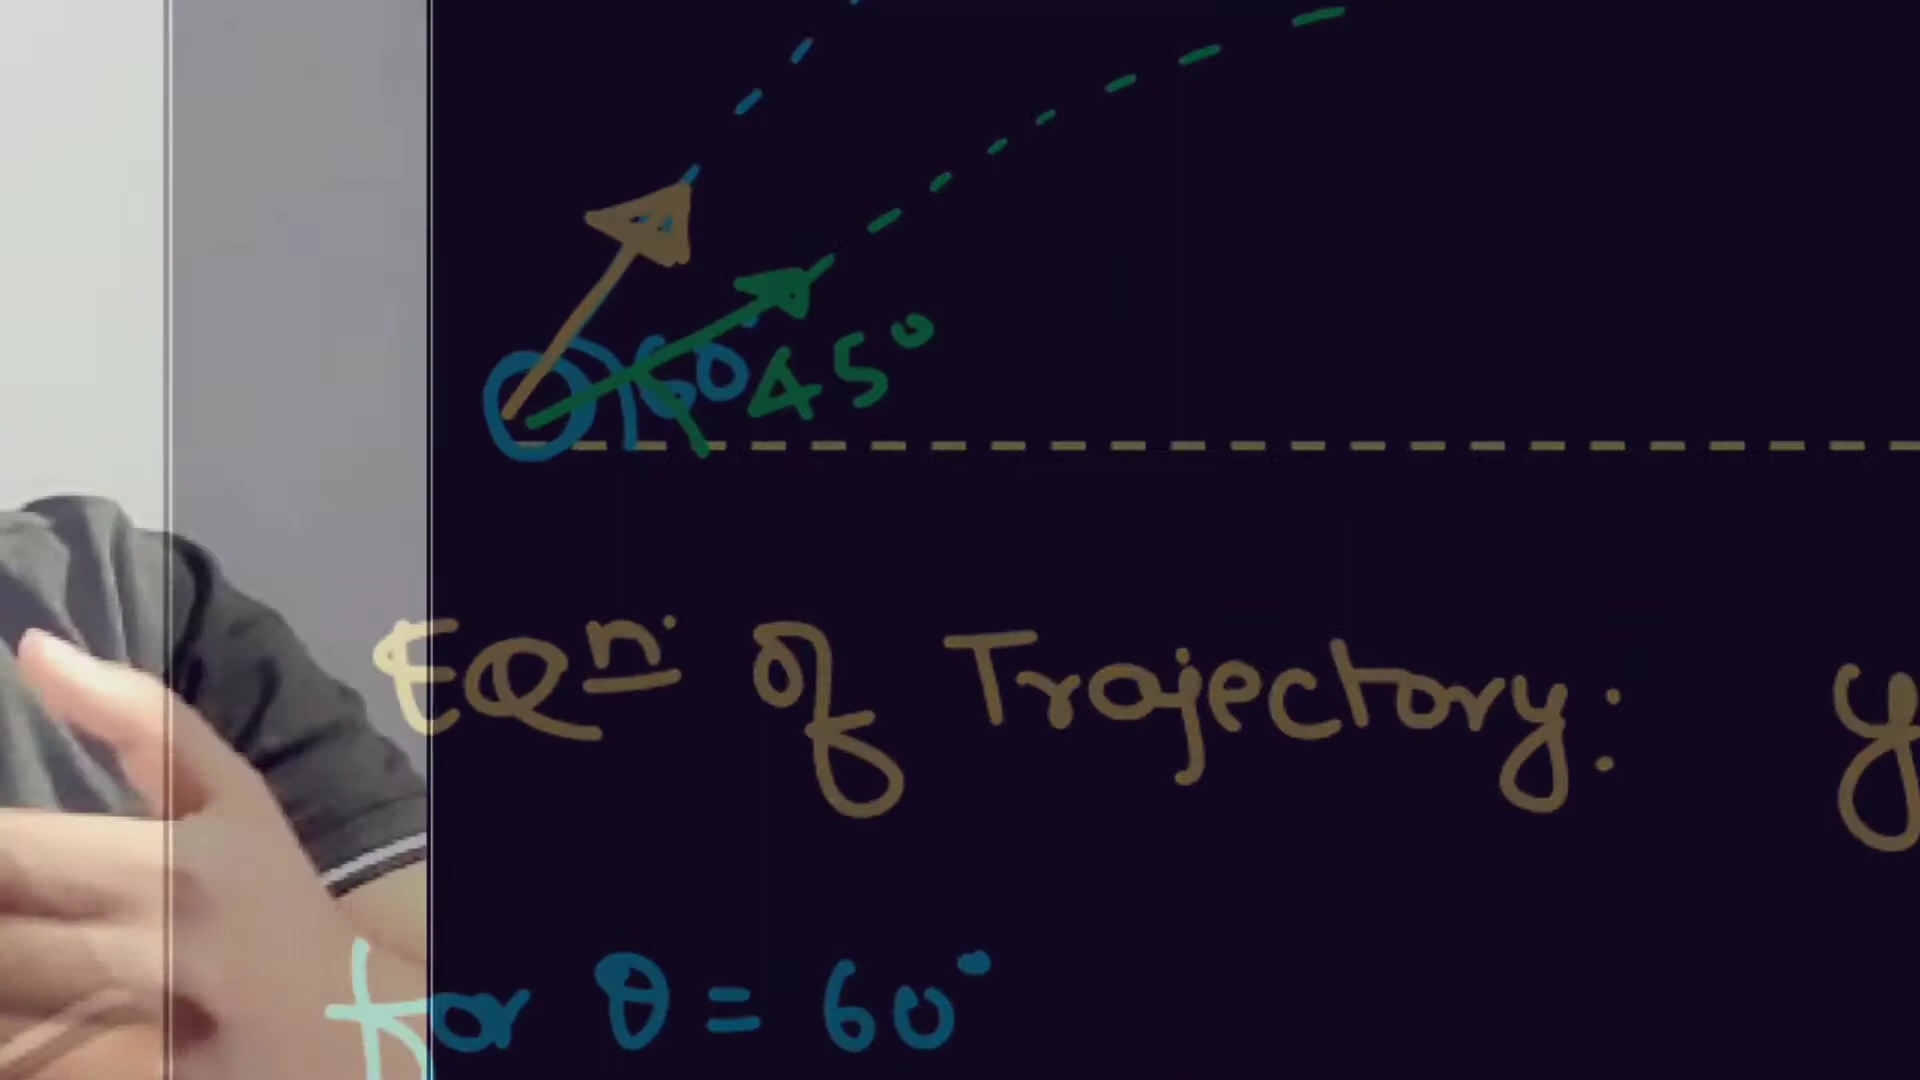 60°
45°
EQn. of Trajectory: y
for θ = 60°